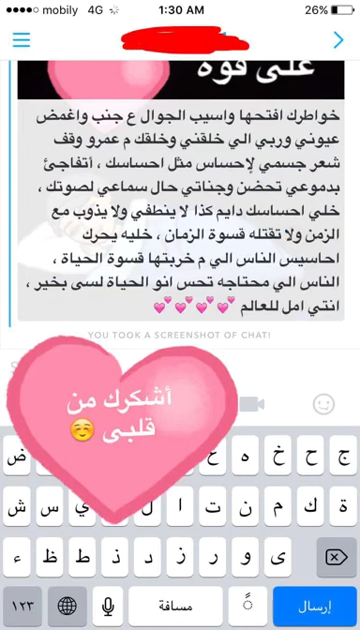 mobily 4G 1:30 AM 26%
على قوة
خواطرك افتحها واسيب الجوال ع جنب واغمض
عيوني وربي الي خلقني وخلقك م عمرو وقف
شعر جسمي لإحساس مثل احساسك ، أتفاجئ
بدموعي تحضن وجناتي حال سماعي لصوتك ،
خلي احساسك دايم كذا لا ينطفي ولا يذوب مع
الزمن ولا تقتله قسوة الزمان ، خليه يحرك
احاسيس الناس الي م خربتها قسوة الحياة ،
الناس الي محتاجه تحس انو الحياة لسى بخير ،
انتي امل للعالم 💕💕💕💕
YOU TOOK A SCREENSHOT OF CHAT!
أشكرك من
قلبي ☺️
ض ع ه خ ح ج
ش س ي ل ا ت ن م ك ة
ء ظ ط ذ د ز ر و ى
١٢٣ مسافة إرسال